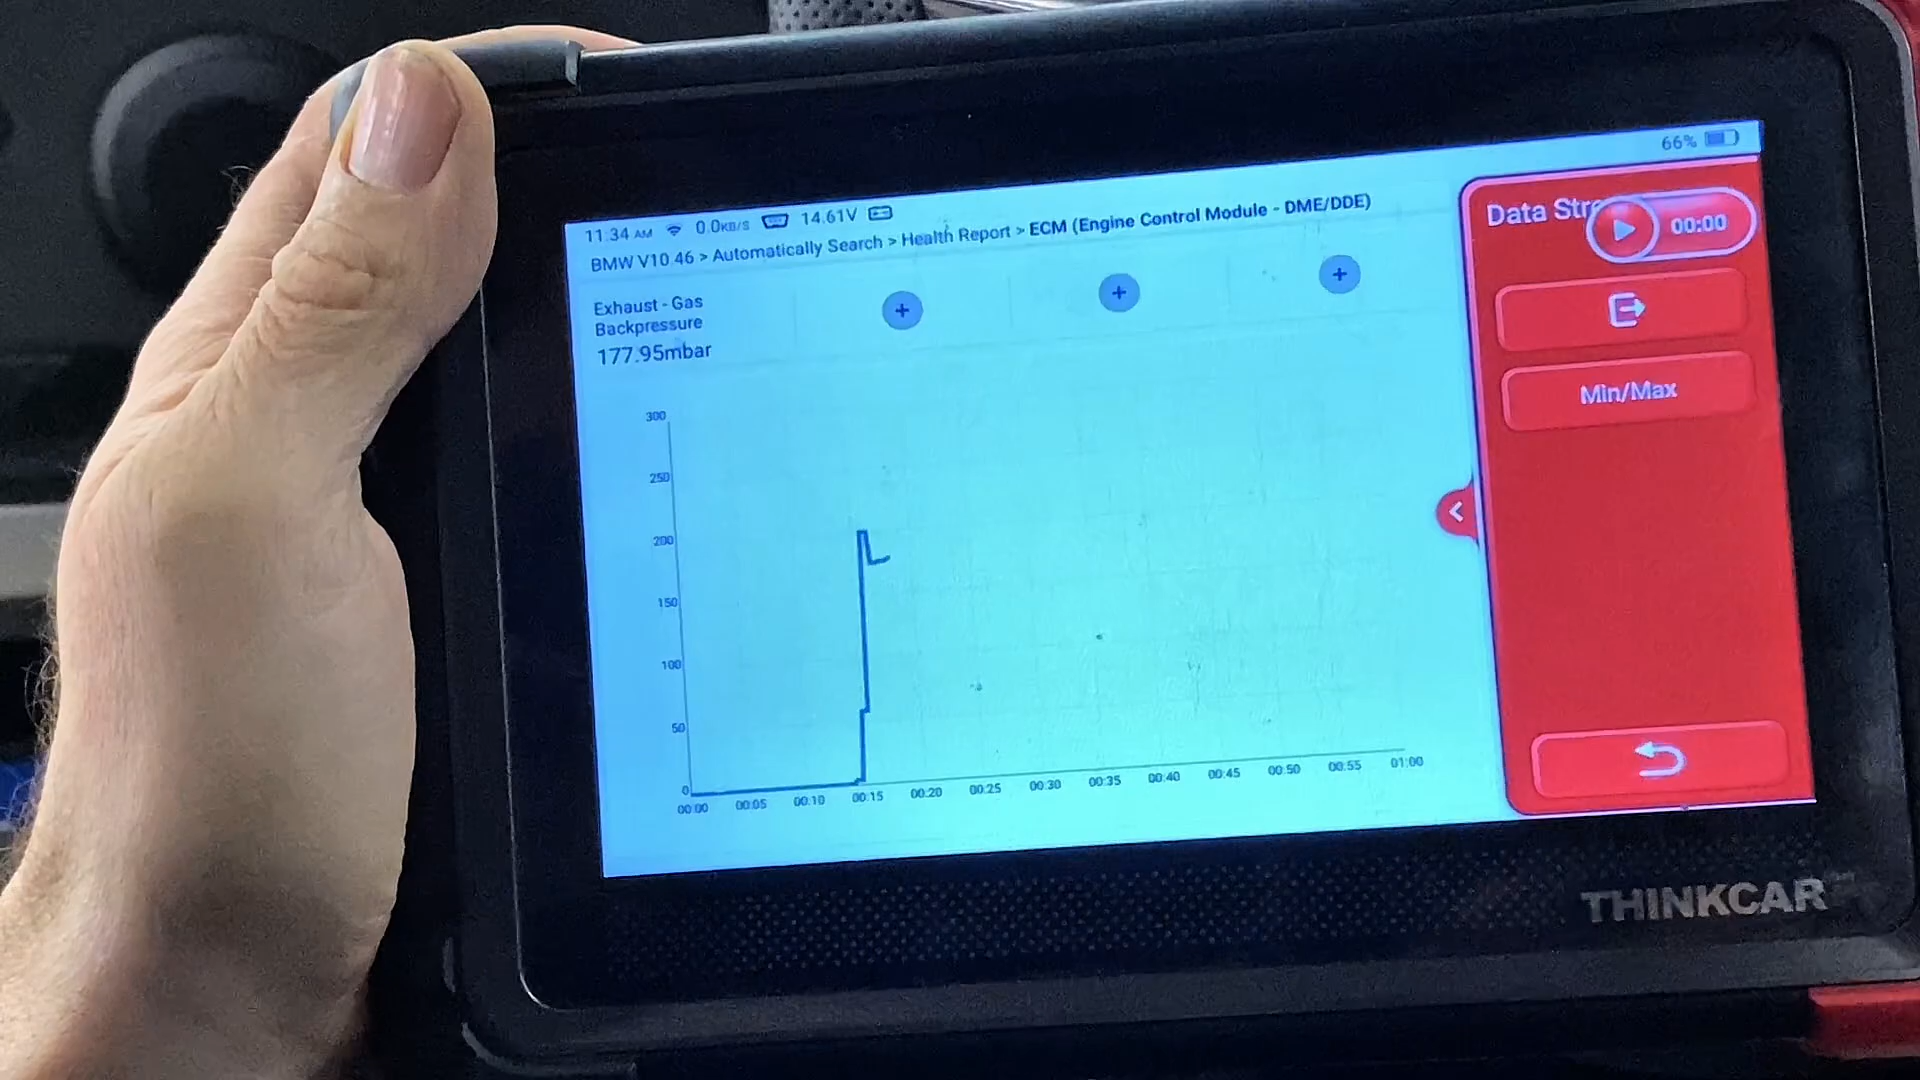 66%
11:34 AM 0.0KB/S 14.61V
BMW V10.46 > Automatically Search > Health Report > ECM (Engine Control Module - DME/DDE)
Data Str
00:00
Exhaust - Gas
Backpressure
177.95mbar
+ + +
Min/Max
300
250
200
150
100
50
0
00:00 00:05 00:10 00:15 00:20 00:25 00:30 00:35 00:40 00:45 00:50 00:55 01:00
THINKCAR